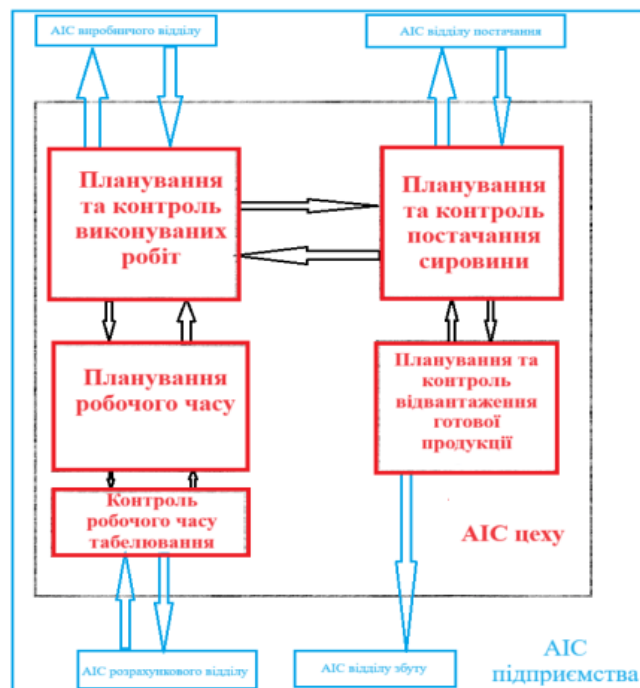 АІС виробничого відділу
АІС відділу постачання
Планування
та контроль
виконуваних
робіт
Планування
та контроль
постачання
сировини
Планування
робочого часу
Планування та
контроль
відвантаження
готової
продукції
Контроль
робочого часу
табелювання
АІС цеху
АІС розрахункового відділу
АІС відділу збуту
АІС
підприємства